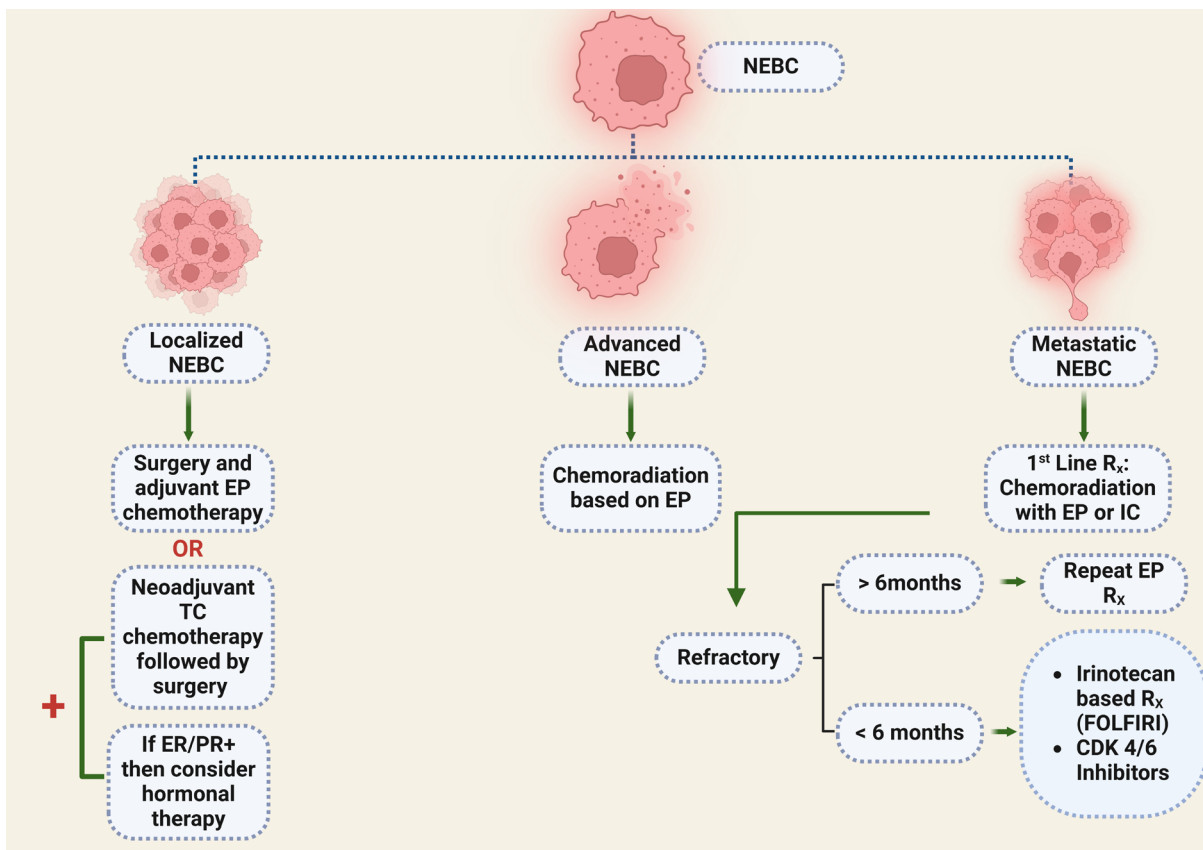 NEBC
Localized
NEBC
Advanced
NEBC
Metastatic
NEBC
Surgery and
adjuvant EP
chemotherapy
OR
Neoadjuvant
TC
chemotherapy
followed by
surgery
+
If ER/PR+
then consider
hormonal
therapy
Chemoradiation
based on EP
1st Line Rx:
Chemoradiation
with EP or IC
Refractory
> 6months
Repeat EP
RX
< 6 months
• Irinotecan
based RX
(FOLFIRI)
• CDK 4/6
Inhibitors